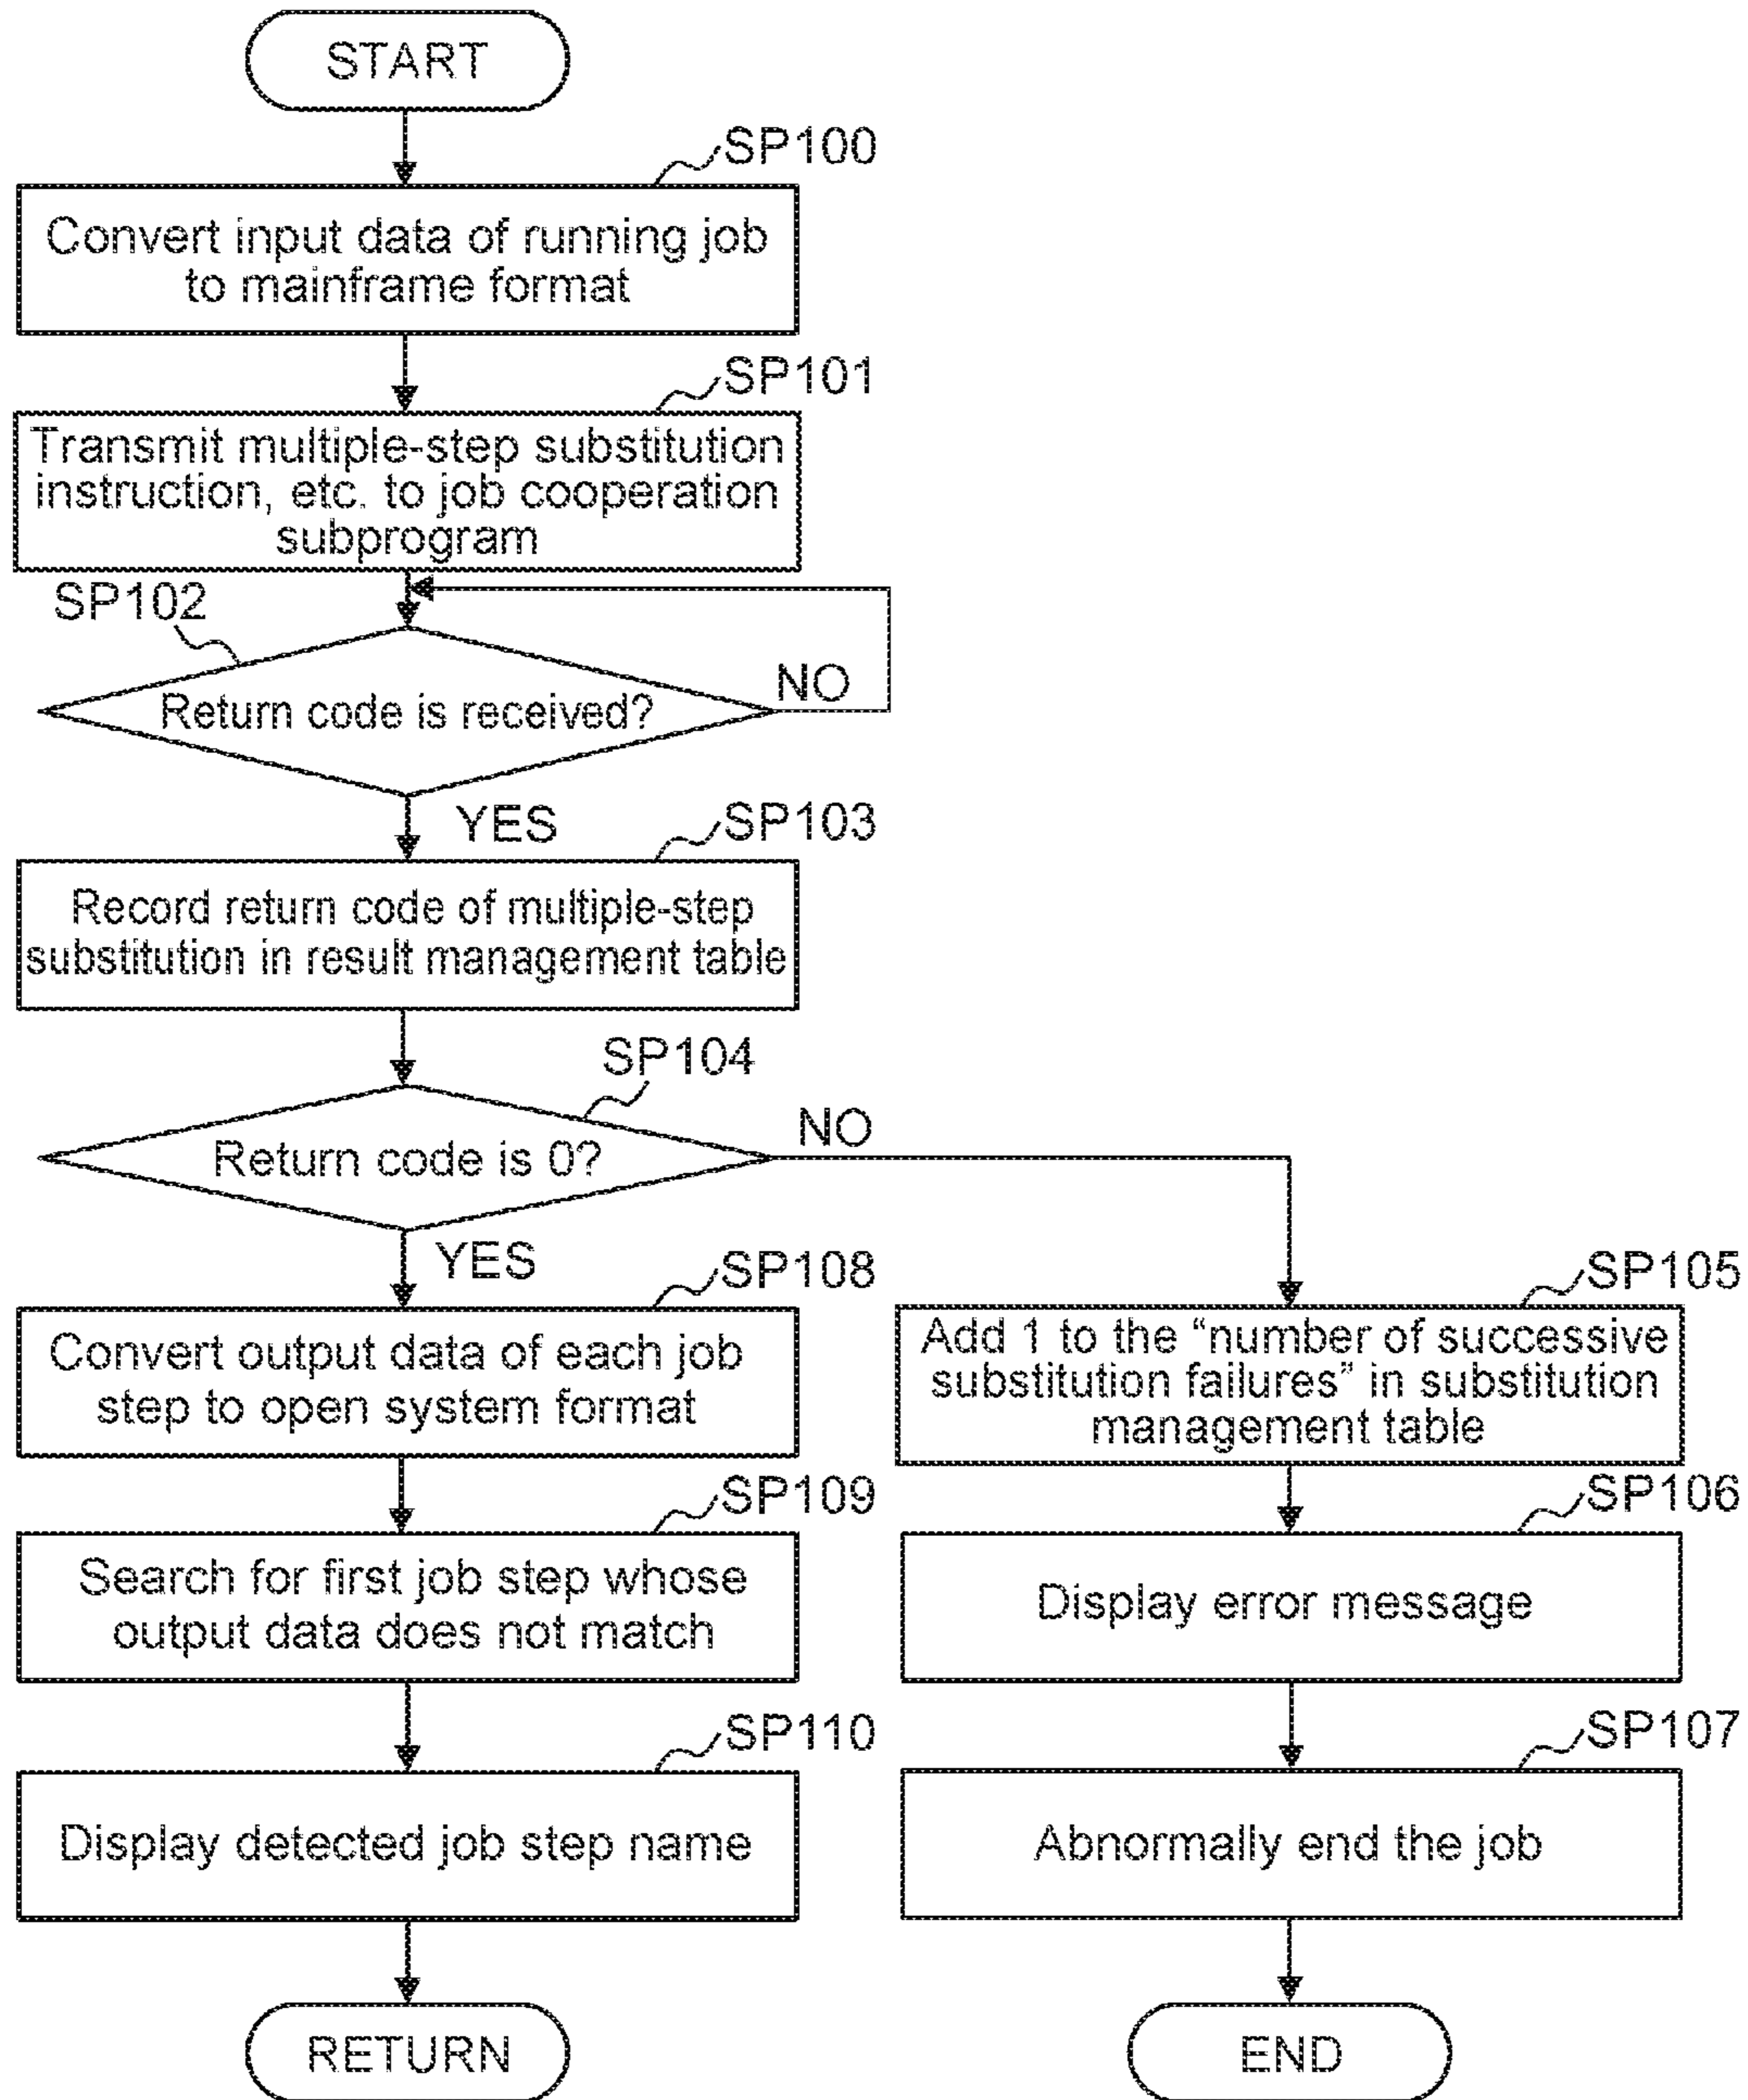 START
SP100
Convert input data of running job
to mainframe format
SP101
Transmit multiple-step substitution
instruction, etc. to job cooperation
subprogram
SP102
Return code is received?
NO
YES
SP103
Record return code of multiple-step
substitution in result management table
SP104
Return code is 0?
NO
YES
SP108
Convert output data of each job
step to open system format
SP109
Search for first job step whose
output data does not match
SP110
Display detected job step name
RETURN
SP105
Add 1 to the “number of successive
substitution failures” in substitution
management table
SP106
Display error message
SP107
Abnormally end the job
END